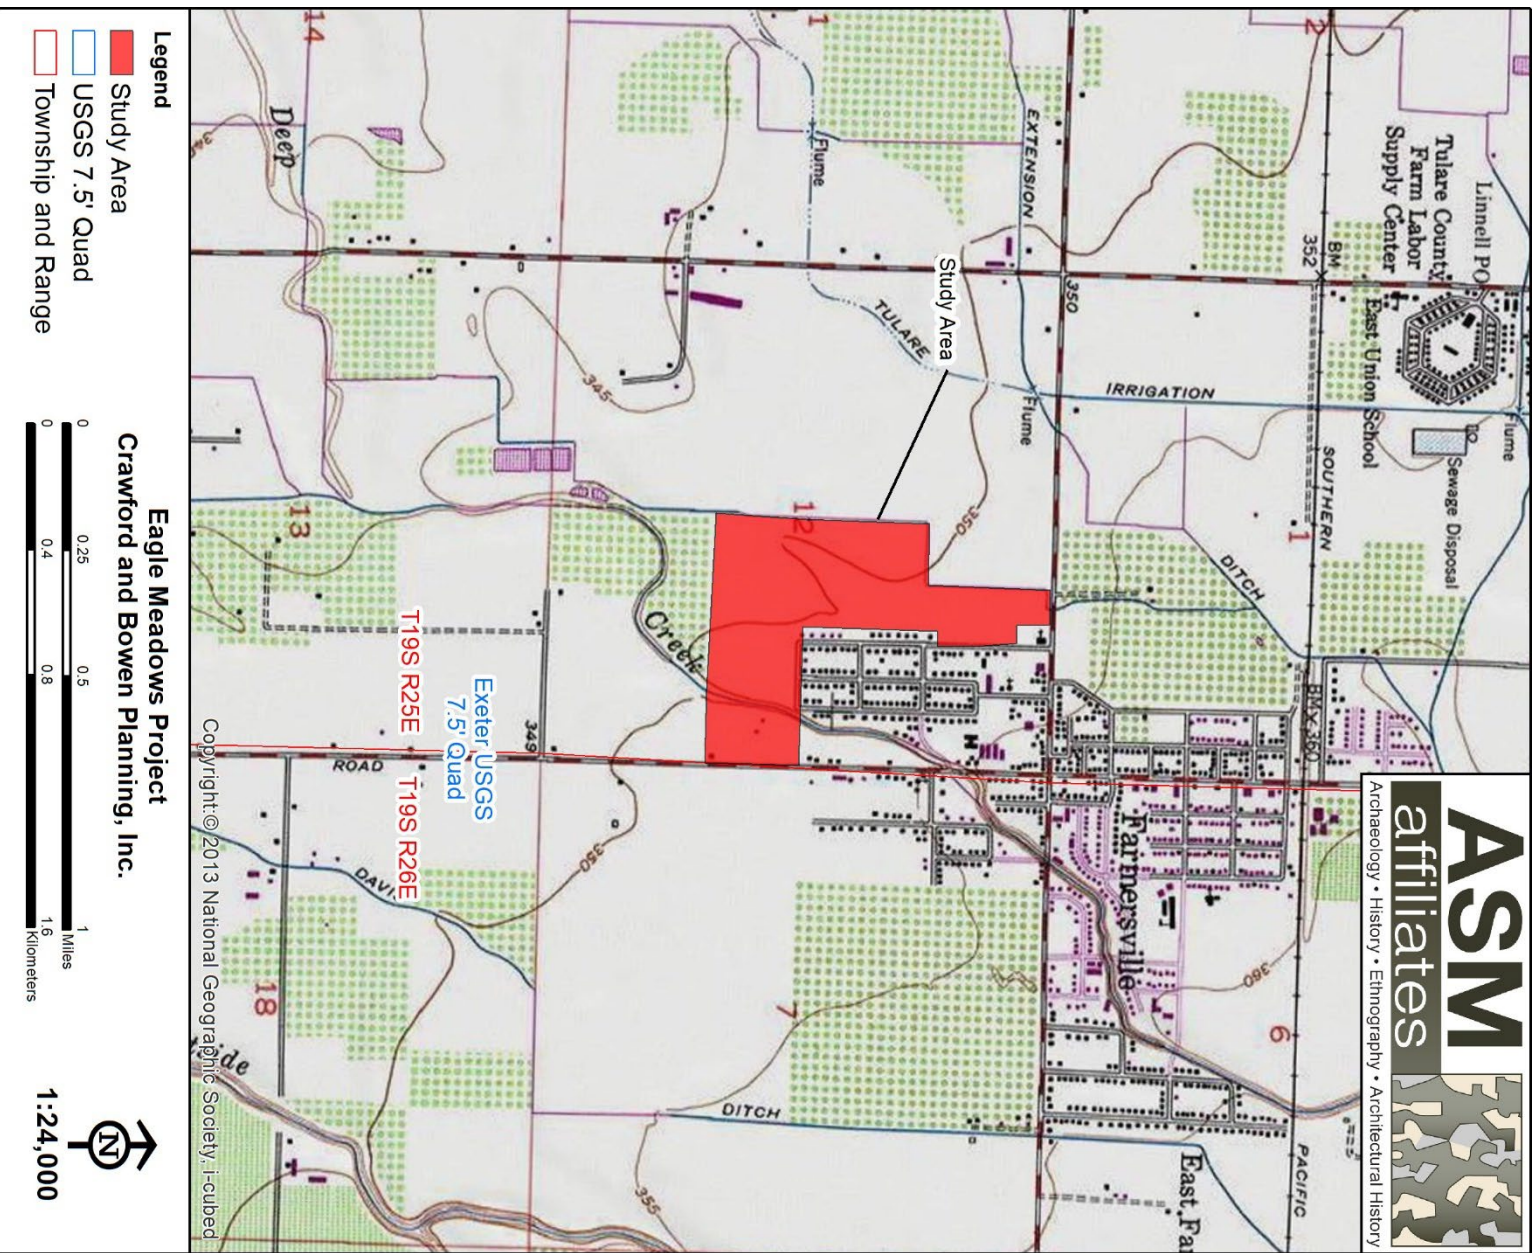 ASM
affiliates
Archaeology • History • Ethnography • Architectural History
Linnell PO
Tulare County
Farm Labor
Supply Center
2
BM
352
East Union School
Flume
Sewage Disposal
SOUTHERN
1
BM × 360
6
PACIFIC
East Far
EXTENSION
350
IRRIGATION
DITCH
Flume
Farmersville
360
1
Flume
TULARE
Study Area
350
12
7
DITCH
345
Creek
350
355
14
Deep
13
349
ROAD
T19S R25E
T19S R26E
Exeter USGS
7.5' Quad
18
Copyright:© 2013 National Geographic Society, i-cubed
Legend
Study Area
USGS 7.5' Quad
Township and Range
Eagle Meadows Project
Crawford and Bowen Planning, Inc.
0 0.25 0.5 1
Miles
0 0.4 0.8 1.6
Kilometers
N
1:24,000